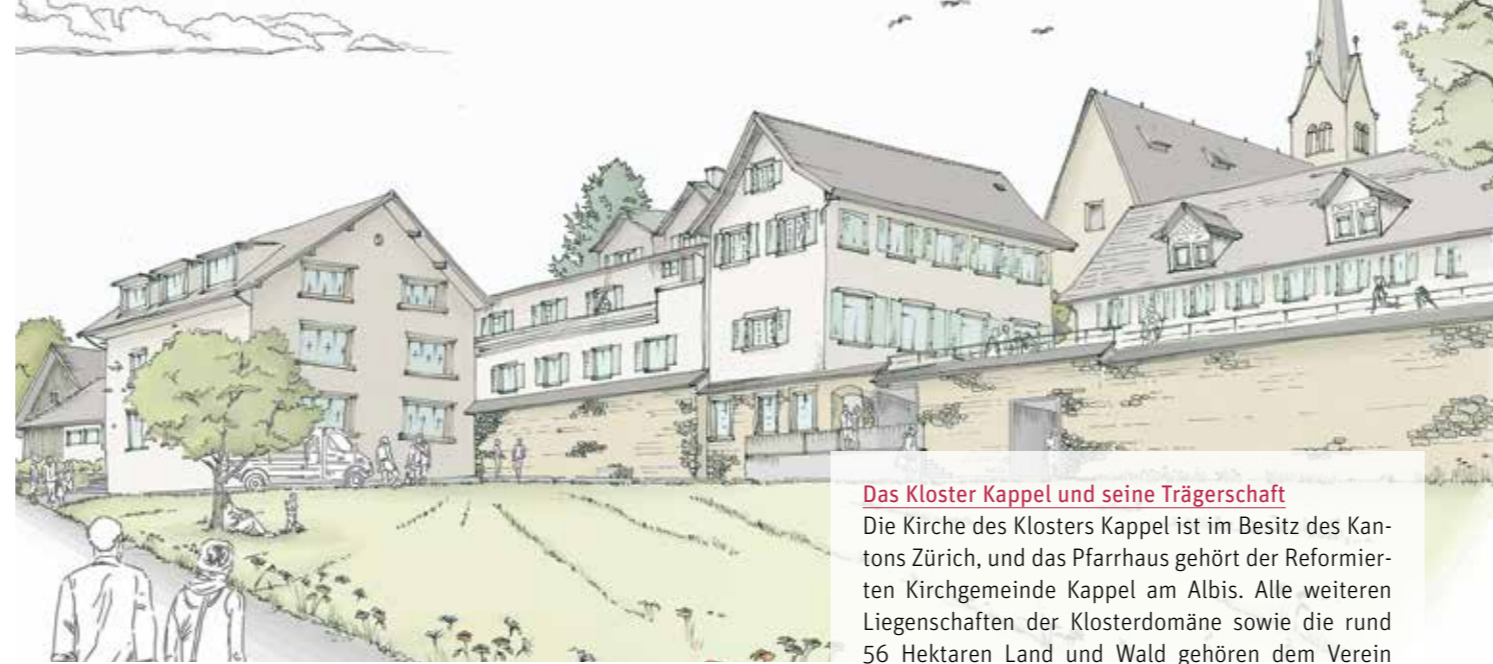 Das Kloster Kappel und seine Trägerschaft
Die Kirche des Klosters Kappel ist im Besitz des Kan-
tons Zürich, und das Pfarrhaus gehört der Reformier-
ten Kirchgemeinde Kappel am Albis. Alle weiteren
Liegenschaften der Klosterdomäne sowie die rund
56 Hektaren Land und Wald gehören dem Verein